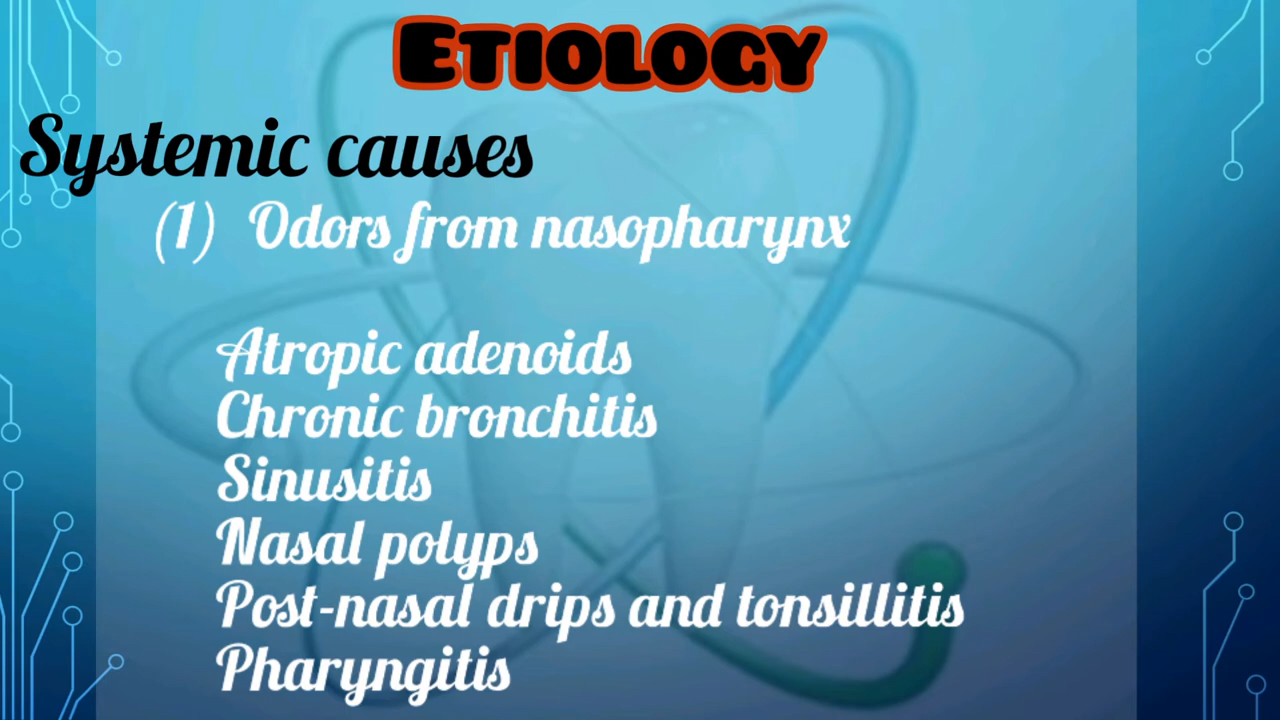 ETIOLOGY
Systemic causes
(1) Odors from nasopharynx
Atropic adenoids
Chronic bronchitis
Sinusitis
Nasal polyps
Post-nasal drips and tonsillitis
Pharyngitis